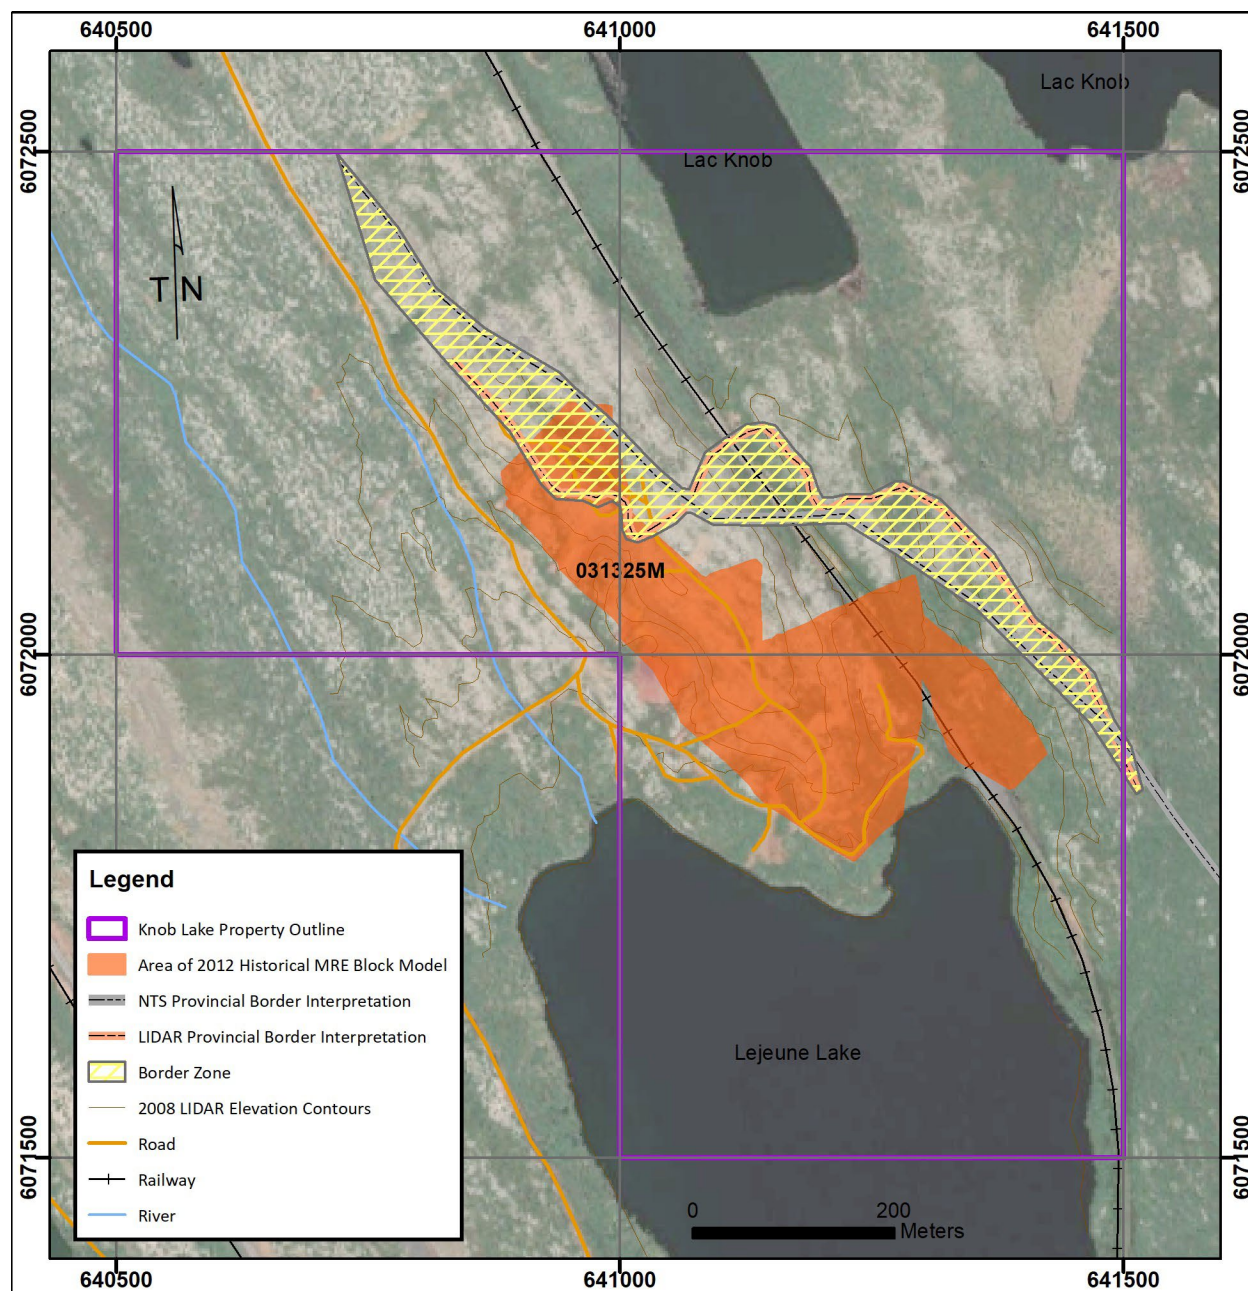 640500 641000 641500
Lac Knob
6072500 6072500
Lac Knob
T N
031325M
6072000 6072000
Legend
Knob Lake Property Outline
Area of 2012 Historical MRE Block Model
NTS Provincial Border Interpretation
LIDAR Provincial Border Interpretation
Border Zone
2008 LIDAR Elevation Contours
Road
Railway
River
Lejeune Lake
6071500 6071500
0 200
Meters
640500 641000 641500